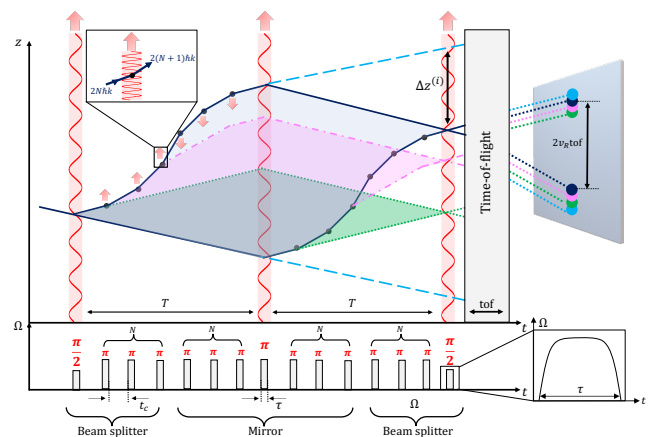 z
2(N+1)ħk
2Nħk
Δz⁽ⁱ⁾
Time-of-flight
2v_R tof
T
T
tof
t
Ω
N
N
N
N
π/2
π
π
π
π
π
π
π
π
π
π
π
π
π
π/2
t
t_c
τ
Ω
Beam splitter
Mirror
Beam splitter
Ω
τ
t